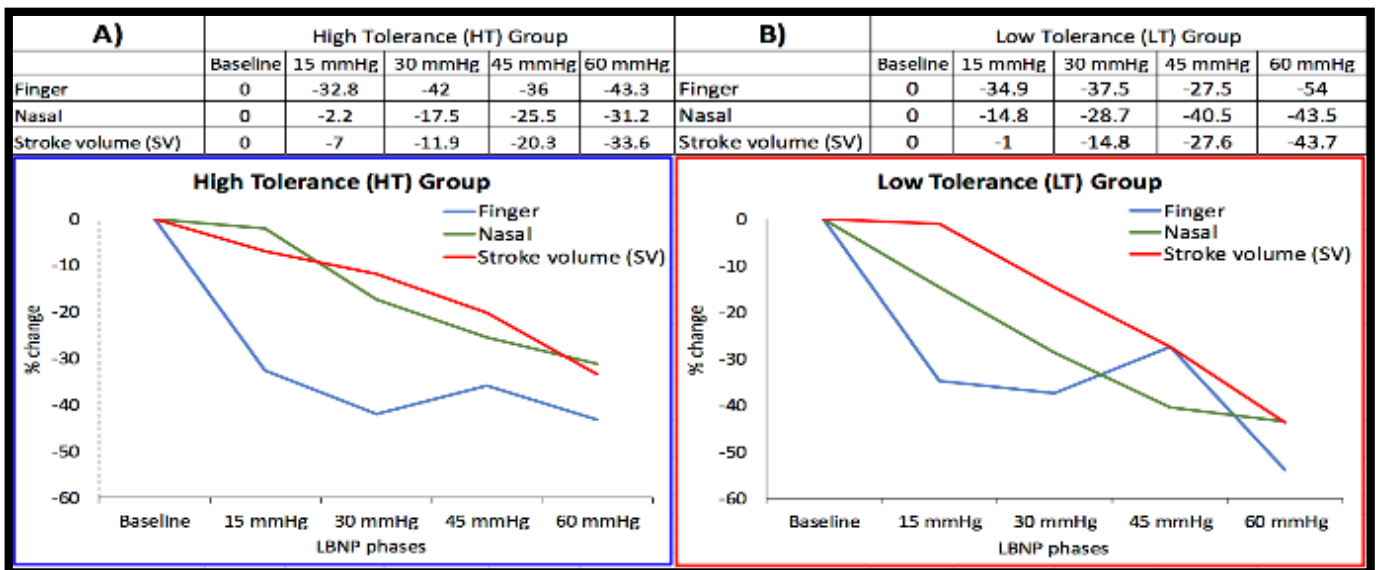 A) High Tolerance (HT) Group B) Low Tolerance (LT) Group
Baseline 15 mmHg 30 mmHg 45 mmHg 60 mmHg Baseline 15 mmHg 30 mmHg 45 mmHg 60 mmHg
Finger 0 -32.8 -42 -36 -43.3 Finger 0 -34.9 -37.5 -27.5 -54
Nasal 0 -2.2 -17.5 -25.5 -31.2 Nasal 0 -14.8 -28.7 -40.5 -43.5
Stroke volume (SV) 0 -7 -11.9 -20.3 -33.6 Stroke volume (SV) 0 -1 -14.8 -27.6 -43.7
High Tolerance (HT) Group
Finger
Nasal
Stroke volume (SV)
% change
0
-10
-20
-30
-40
-50
-60
Baseline 15 mmHg 30 mmHg 45 mmHg 60 mmHg
LBNP phases
Low Tolerance (LT) Group
Finger
Nasal
Stroke volume (SV)
% change
0
-10
-20
-30
-40
-50
-60
Baseline 15 mmHg 30 mmHg 45 mmHg 60 mmHg
LBNP phases